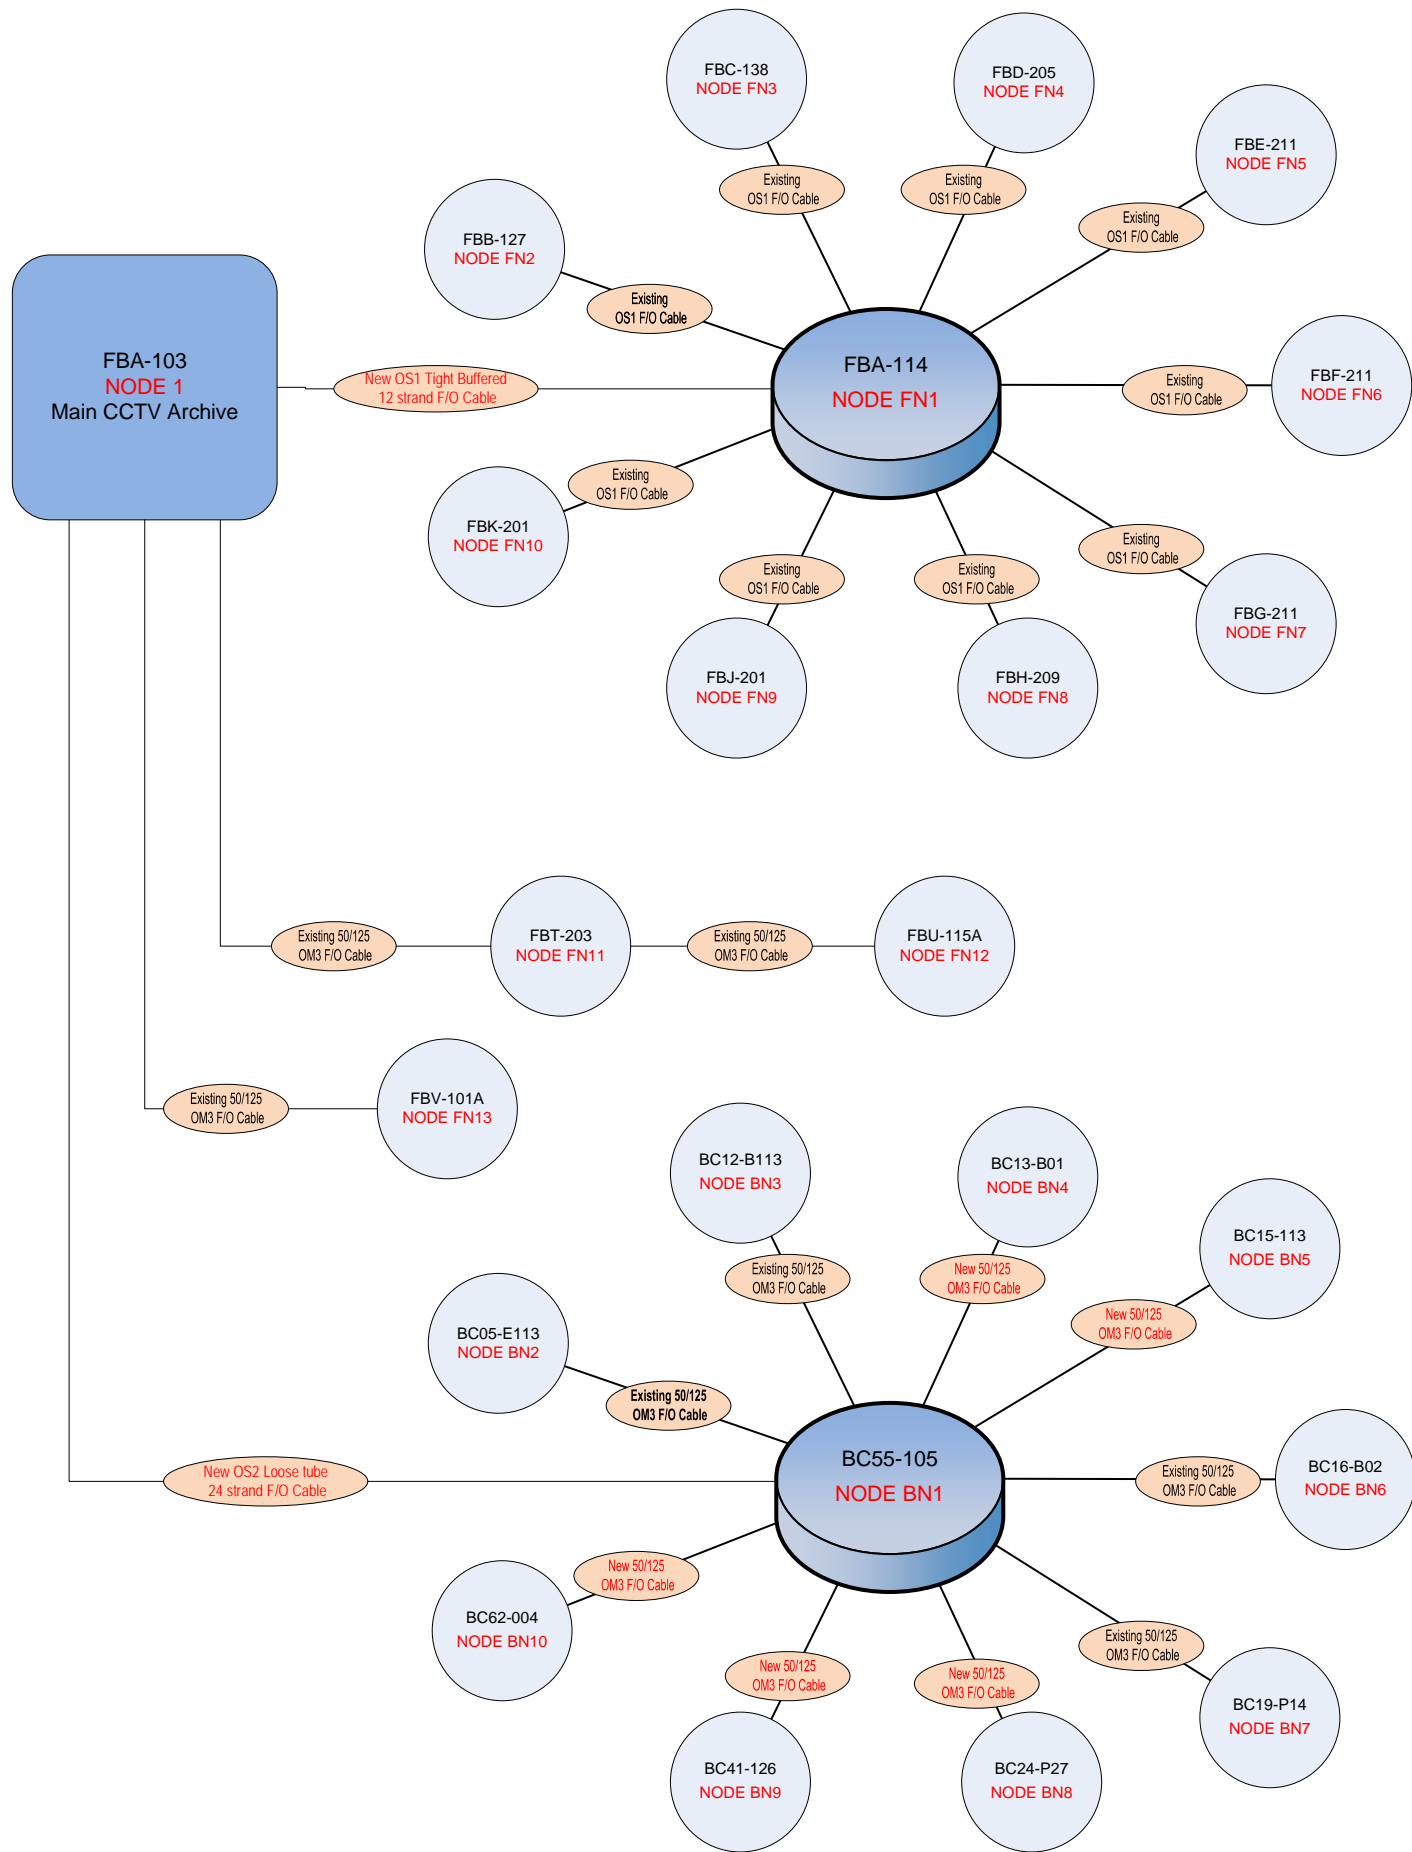 FBC-138
NODE FN3
FBD-205
NODE FN4
FBE-211
NODE FN5
Existing
OS1 F/O Cable
Existing
OS1 F/O Cable
Existing
OS1 F/O Cable
FBB-127
NODE FN2
Existing
OS1 F/O Cable
FBA-103
NODE 1
Main CCTV Archive
New OS1 Tight Buffered
12 strand F/O Cable
FBA-114
NODE FN1
Existing
OS1 F/O Cable
FBF-211
NODE FN6
Existing
OS1 F/O Cable
FBK-201
NODE FN10
Existing
OS1 F/O Cable
Existing
OS1 F/O Cable
Existing
OS1 F/O Cable
FBG-211
NODE FN7
FBJ-201
NODE FN9
FBH-209
NODE FN8
Existing 50/125
OM3 F/O Cable
FBT-203
NODE FN11
Existing 50/125
OM3 F/O Cable
FBU-115A
NODE FN12
Existing 50/125
OM3 F/O Cable
FBV-101A
NODE FN13
BC12-B113
NODE BN3
BC13-B01
NODE BN4
BC15-113
NODE BN5
Existing 50/125
OM3 F/O Cable
New 50/125
OM3 F/O Cable
New 50/125
OM3 F/O Cable
BC05-E113
NODE BN2
Existing 50/125
OM3 F/O Cable
New OS2 Loose tube
24 strand F/O Cable
BC55-105
NODE BN1
Existing 50/125
OM3 F/O Cable
BC16-B02
NODE BN6
New 50/125
OM3 F/O Cable
BC62-004
NODE BN10
New 50/125
OM3 F/O Cable
New 50/125
OM3 F/O Cable
Existing 50/125
OM3 F/O Cable
BC19-P14
NODE BN7
BC41-126
NODE BN9
BC24-P27
NODE BN8